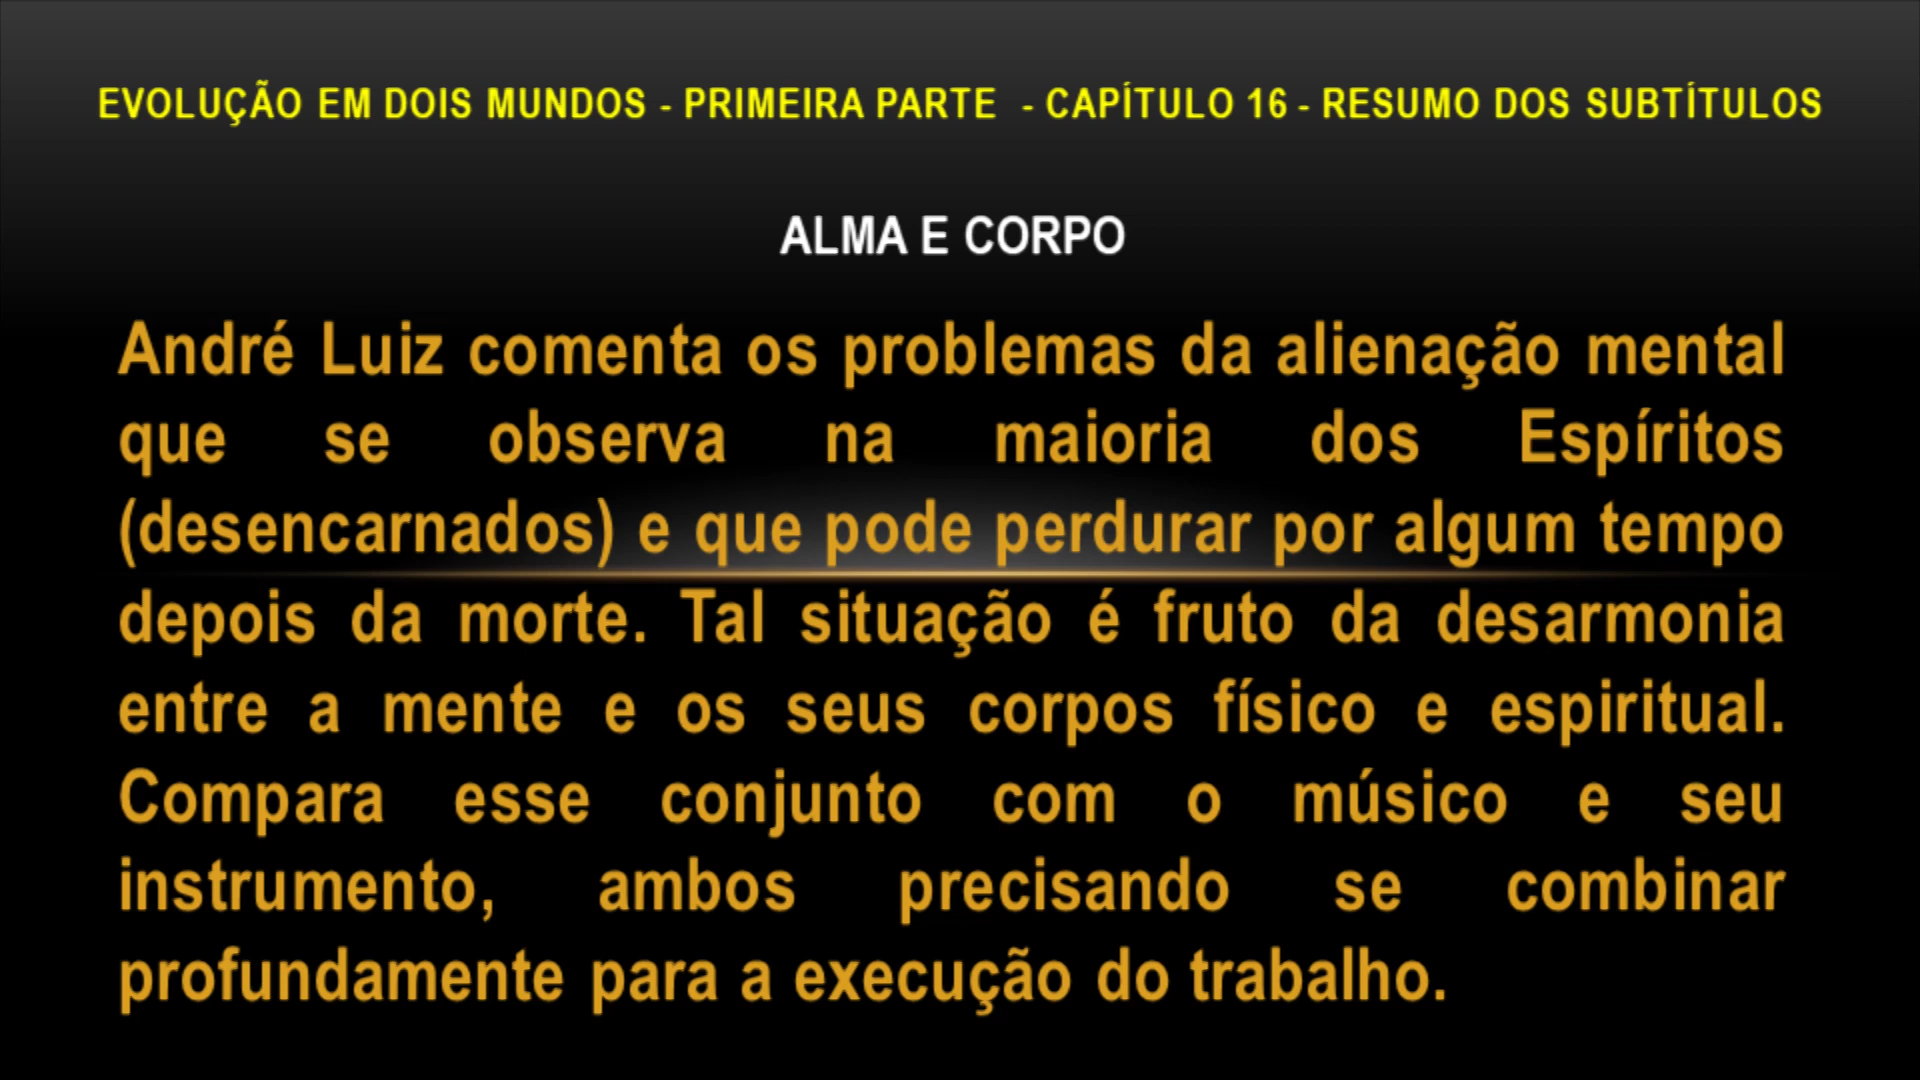 EVOLUÇÃO EM DOIS MUNDOS - PRIMEIRA PARTE - CAPÍTULO 16 - RESUMO DOS SUBTÍTULOS
ALMA E CORPO
André Luiz comenta os problemas da alienação mental
que se observa na maioria dos Espíritos
(desencarnados) e que pode perdurar por algum tempo
depois da morte. Tal situação é fruto da desarmonia
entre a mente e os seus corpos físico e espiritual.
Compara esse conjunto com o músico e seu
instrumento, ambos precisando se combinar
profundamente para a execução do trabalho.